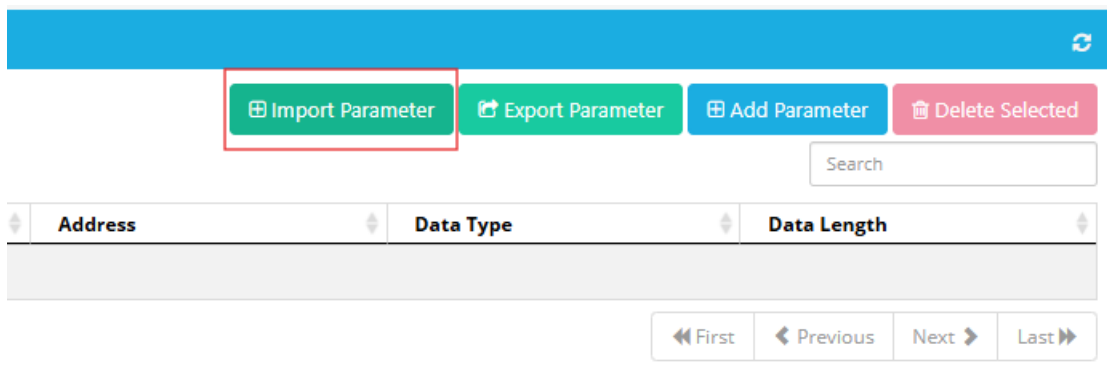 Import Parameter Export Parameter Add Parameter Delete Selected
Search
Address Data Type Data Length
First Previous Next Last